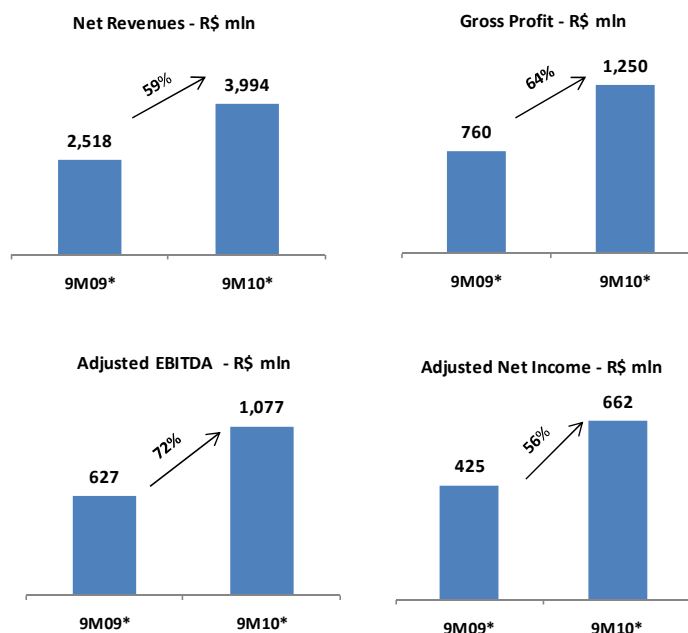 Net Revenues - R$ mln
59%
3,994
2,518
9M09*
9M10*
Gross Profit - R$ mln
64%
1,250
760
9M09*
9M10*
Adjusted EBITDA - R$ mln
72%
1,077
627
9M09*
9M10*
Adjusted Net Income - R$ mln
56%
662
425
9M09*
9M10*